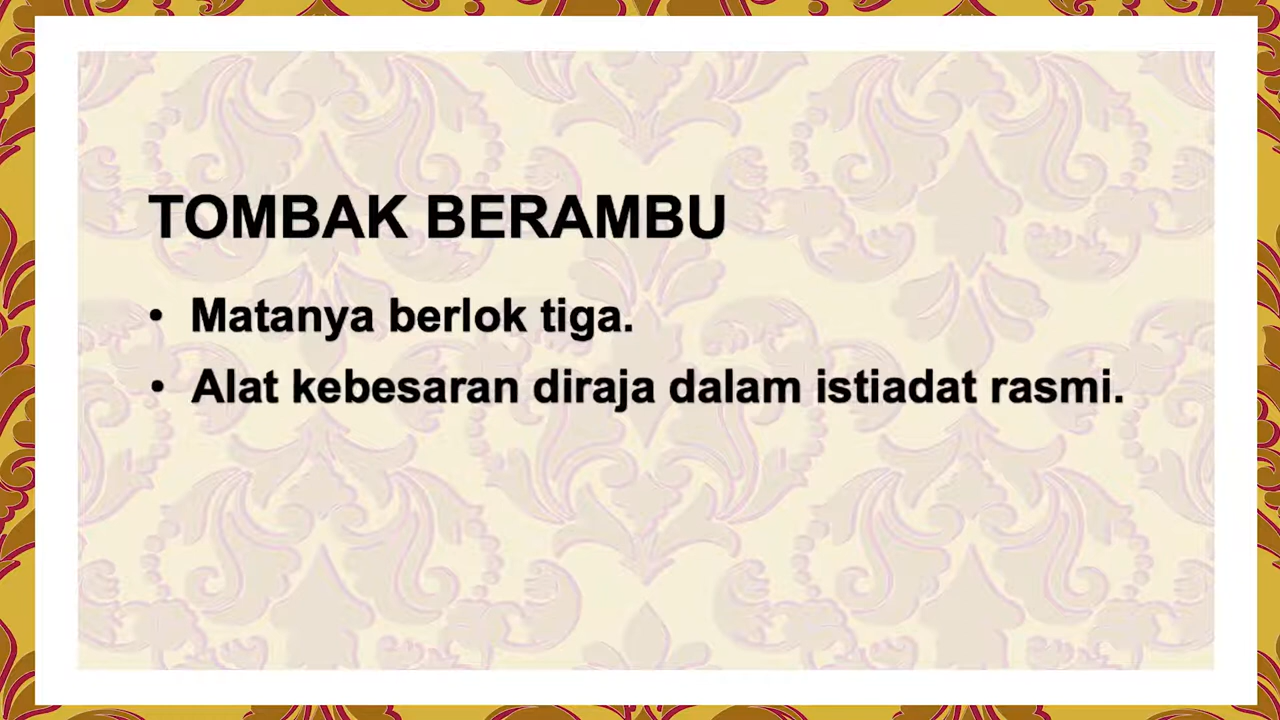 TOMBAK BERAMBU
• Matanya berlok tiga.
• Alat kebesaran diraja dalam istiadat rasmi.